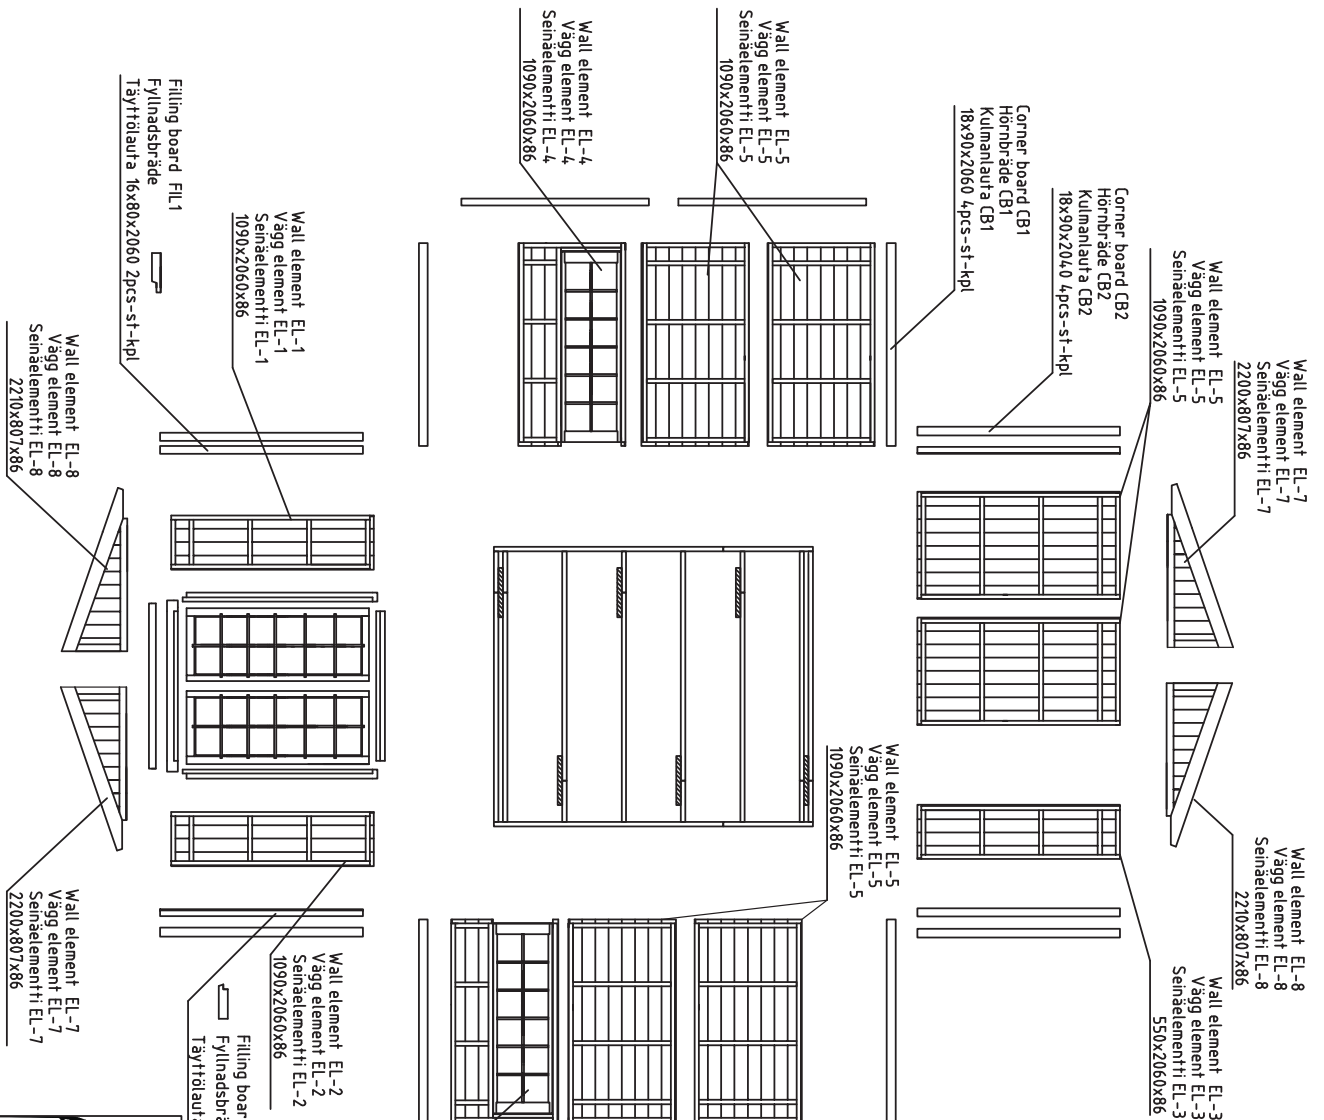 Wall element EL-7
Vägg element EL-7
Seinäelementti EL-7
2200x807x86
Wall element EL-8
Vägg element EL-8
Seinäelementti EL-8
2210x807x86
Wall element EL-5
Vägg element EL-5
Seinäelementti EL-5
1090x2060x86
Wall element EL-3
Vägg element EL-3
Seinäelementti EL-3
550x2060x86
Corner board CB2
Hörnbräde CB2
Kulmanlauta CB2
18x90x2040 4pcs-st-kpl
Corner board CB1
Hörnbräde CB1
Kulmanlauta CB1
18x90x2060 4pcs-st-kpl
Wall element EL-5
Vägg element EL-5
Seinäelementti EL-5
1090x2060x86
Wall element EL-5
Vägg element EL-5
Seinäelementti EL-5
1090x2060x86
Wall element EL-4
Vägg element EL-4
Seinäelementti EL-4
1090x2060x86
Wall element EL-1
Vägg element EL-1
Seinäelementti EL-1
1090x2060x86
Wall element EL-2
Vägg element EL-2
Seinäelementti EL-2
1090x2060x86
Filling board FIL1
Fyllnadsbräde
Täyttölauta 16x80x2060 2pcs-st-kpl
Filling boar
Fyllnadsbrä
Täyttölaut
Wall element EL-8
Vägg element EL-8
Seinäelementti EL-8
2210x807x86
Wall element EL-7
Vägg element EL-7
Seinäelementti EL-7
2200x807x86